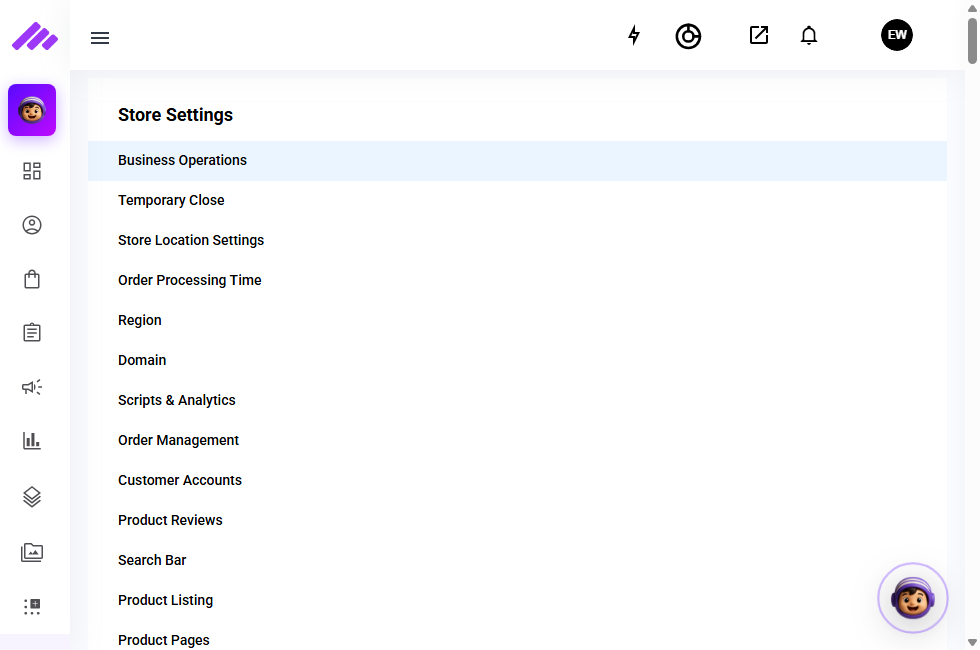 EW
Store Settings
Business Operations
Temporary Close
Store Location Settings
Order Processing Time
Region
Domain
Scripts & Analytics
Order Management
Customer Accounts
Product Reviews
Search Bar
Product Listing
Product Pages